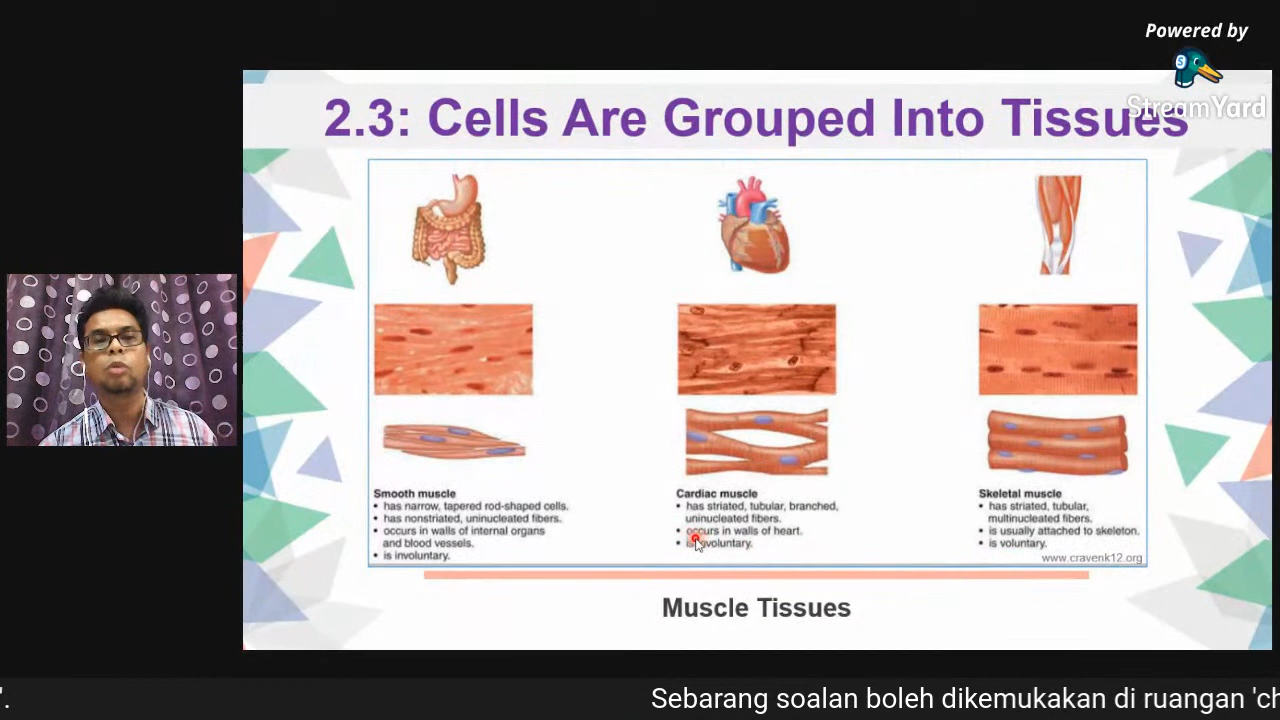 Powered by
StreamYard
2.3: Cells Are Grouped Into Tissues
Smooth muscle
• has narrow, tapered rod-shaped cells.
• has nonstriated, uninucleated fibers.
• occurs in walls of internal organs
and blood vessels.
• is involuntary.
Cardiac muscle
• has striated, tubular, branched,
uninucleated fibers.
• occurs in walls of heart.
• is involuntary.
Skeletal muscle
• has striated, tubular,
multinucleated fibers.
• is usually attached to skeleton.
• is voluntary.
www.cravenk12.org
Muscle Tissues
'.
Sebarang soalan boleh dikemukakan di ruangan 'ch